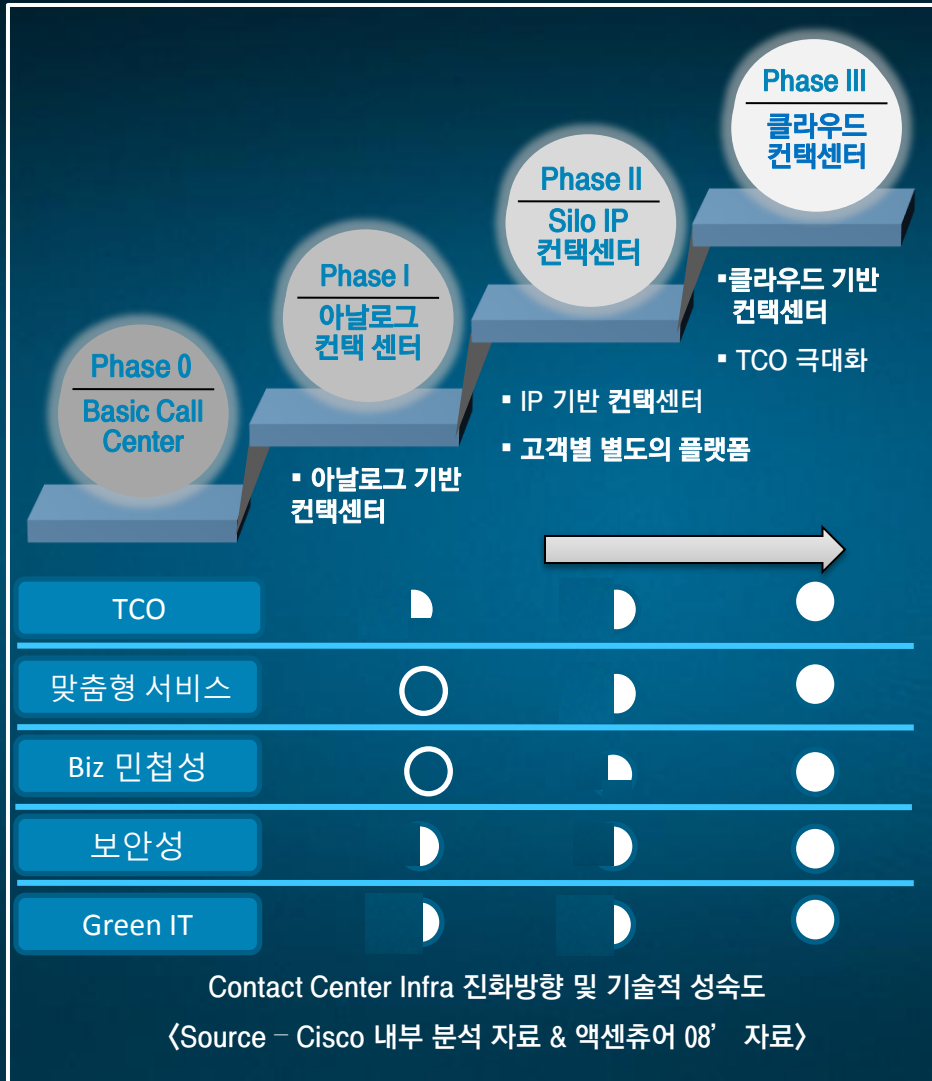 Phase III
클라우드
컨택센터
Phase II
Silo IP
컨택센터
Phase I
아날로그
컨택 센터
Phase 0
Basic Call
Center
▪클라우드 기반
컨택센터
▪ TCO 극대화
▪ IP 기반 컨택센터
▪ 고객별 별도의 플랫폼
▪ 아날로그 기반
컨택센터
TCO
맞춤형 서비스
Biz 민첩성
보안성
Green IT
Contact Center Infra 진화방향 및 기술적 성숙도
〈Source – Cisco 내부 분석 자료 & 액센츄어 08’ 자료〉